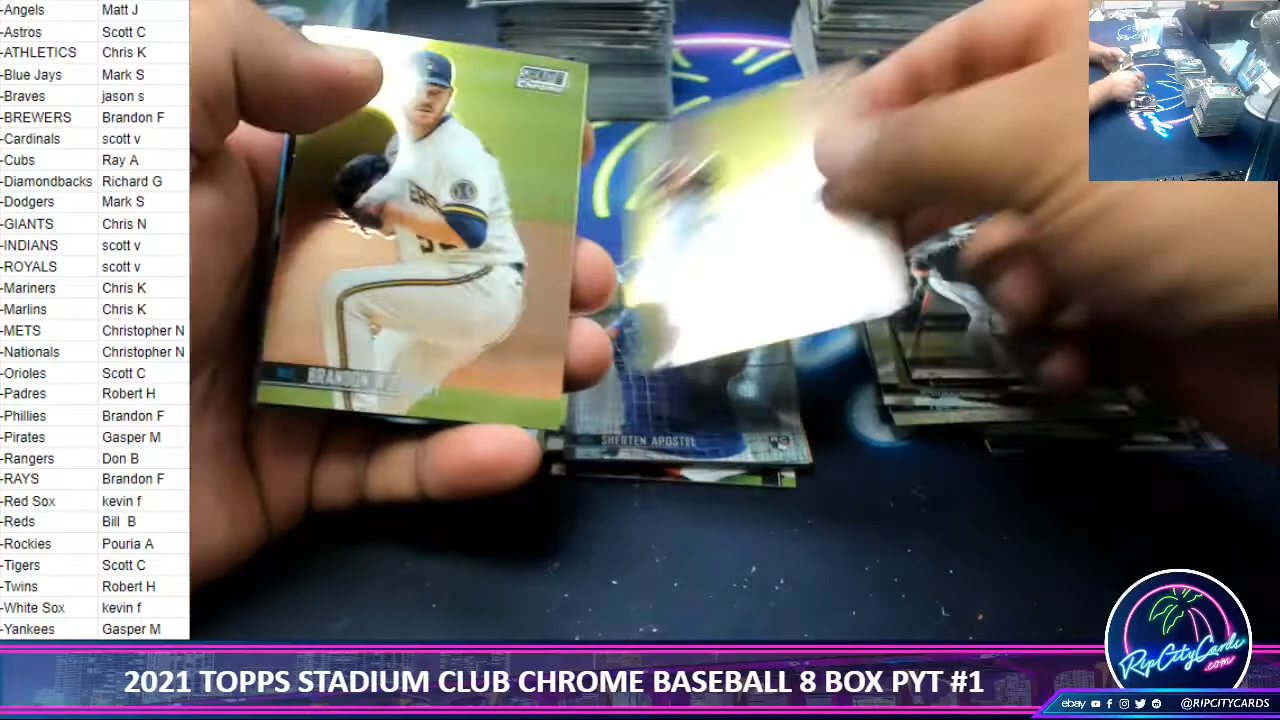 -Angels Matt J
-Astros Scott C
-ATHLETICS Chris K
-Blue Jays Mark S
-Braves jason s
-BREWERS Brandon F
-Cardinals scott v
-Cubs Ray A
-Diamondbacks Richard G
-Dodgers Mark S
-GIANTS Chris N
-INDIANS scott v
-ROYALS scott v
-Mariners Chris K
-Marlins Chris K
-METS Christopher N
-Nationals Christopher N
-Orioles Scott C
-Padres Robert H
-Phillies Brandon F
-Pirates Gasper M
-Rangers Don B
-RAYS Brandon F
-Red Sox kevin f
-Reds Bill B
-Rockies Pouria A
-Tigers Scott C
-Twins Robert H
-White Sox kevin f
-Yankees Gasper M
BRANDON
SHERTEN APOSTEL
RC
RipCityCards
.com
2021 TOPPS STADIUM CLUB CHROME BASEBALL 8 BOX PYT #1
ebay @RIPCITYCARDS